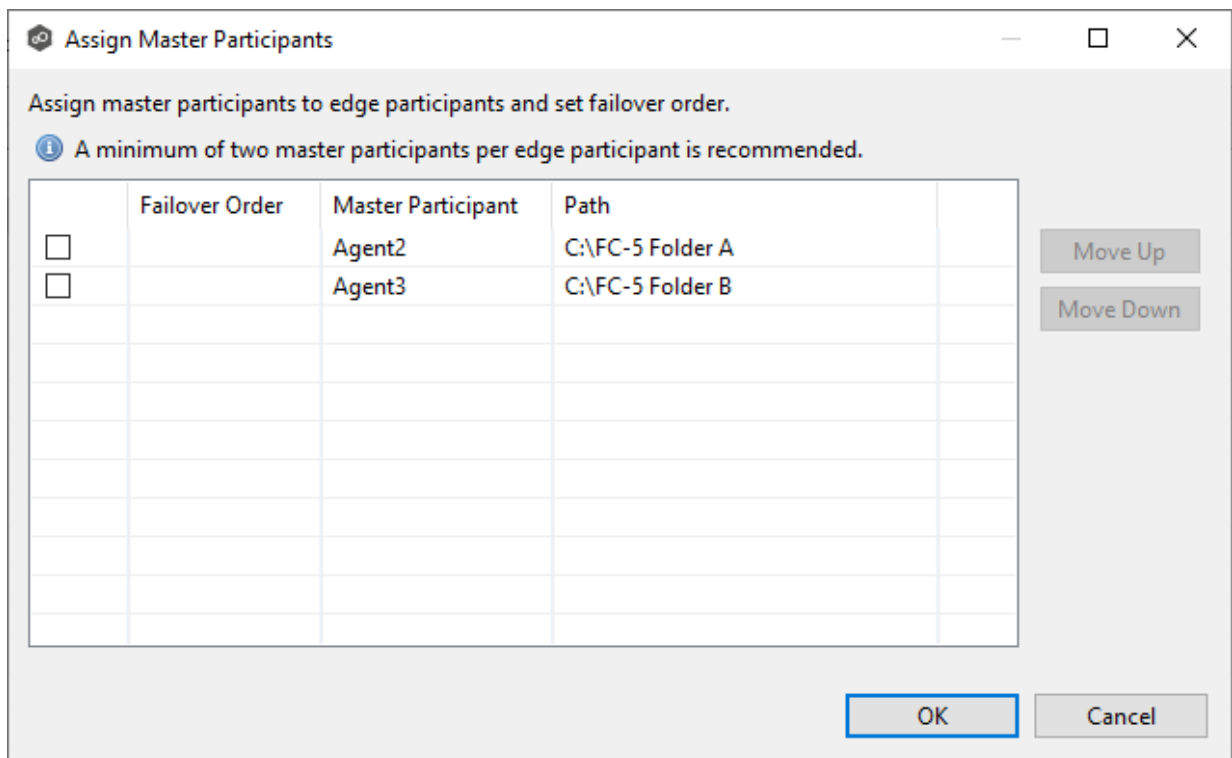 Assign Master Participants
Assign master participants to edge participants and set failover order.
A minimum of two master participants per edge participant is recommended.
Failover Order Master Participant Path
Agent2 C:\FC-5 Folder A
Agent3 C:\FC-5 Folder B
Move Up
Move Down
OK Cancel